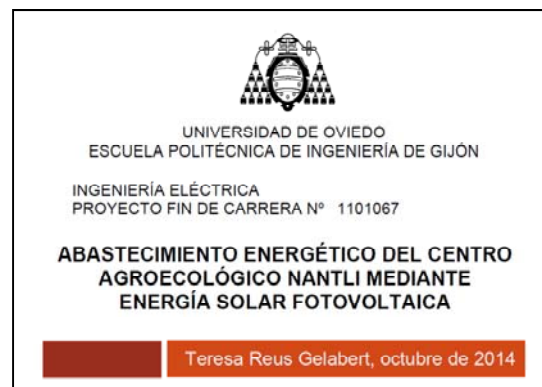 UNIVERSIDAD DE OVIEDO
ESCUELA POLITÉCNICA DE INGENIERÍA DE GIJÓN
INGENIERÍA ELÉCTRICA
PROYECTO FIN DE CARRERA Nº 1101067
ABASTECIMIENTO ENERGÉTICO DEL CENTRO
AGROECOLÓGICO NANTLI MEDIANTE
ENERGÍA SOLAR FOTOVOLTAICA
Teresa Reus Gelabert, octubre de 2014